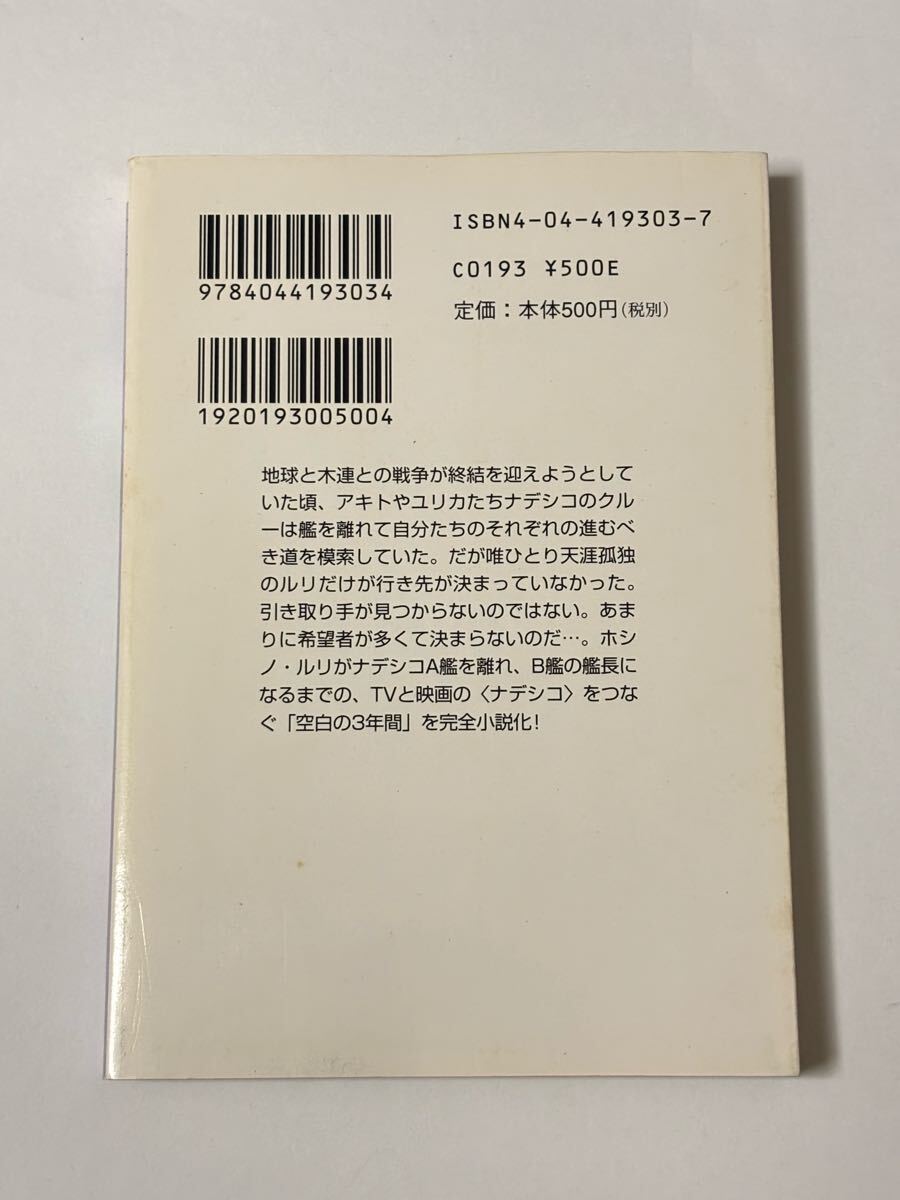 ISBN4-04-419303-7
9784044193034
C0193 ¥500E
定価:本体500円(税別)
1920193005004
地球と木連との戦争が終結を迎えようとして
いた頃、アキトやユリカたちナデシコのクル
ーは艦を離れて自分たちのそれぞれの進むべ
き道を模索していた。だが唯ひとり天涯孤独
のルリだけが行き先が決まっていなかった。
引き取り手が見つからないのではない。あま
りに希望者が多くて決まらないのだ…。ホシ
ノ・ルリがナデシコA艦を離れ、B艦の艦長に
なるまでの、TVと映画の〈ナデシコ〉をつな
ぐ「空白の3年間」を完全小説化!